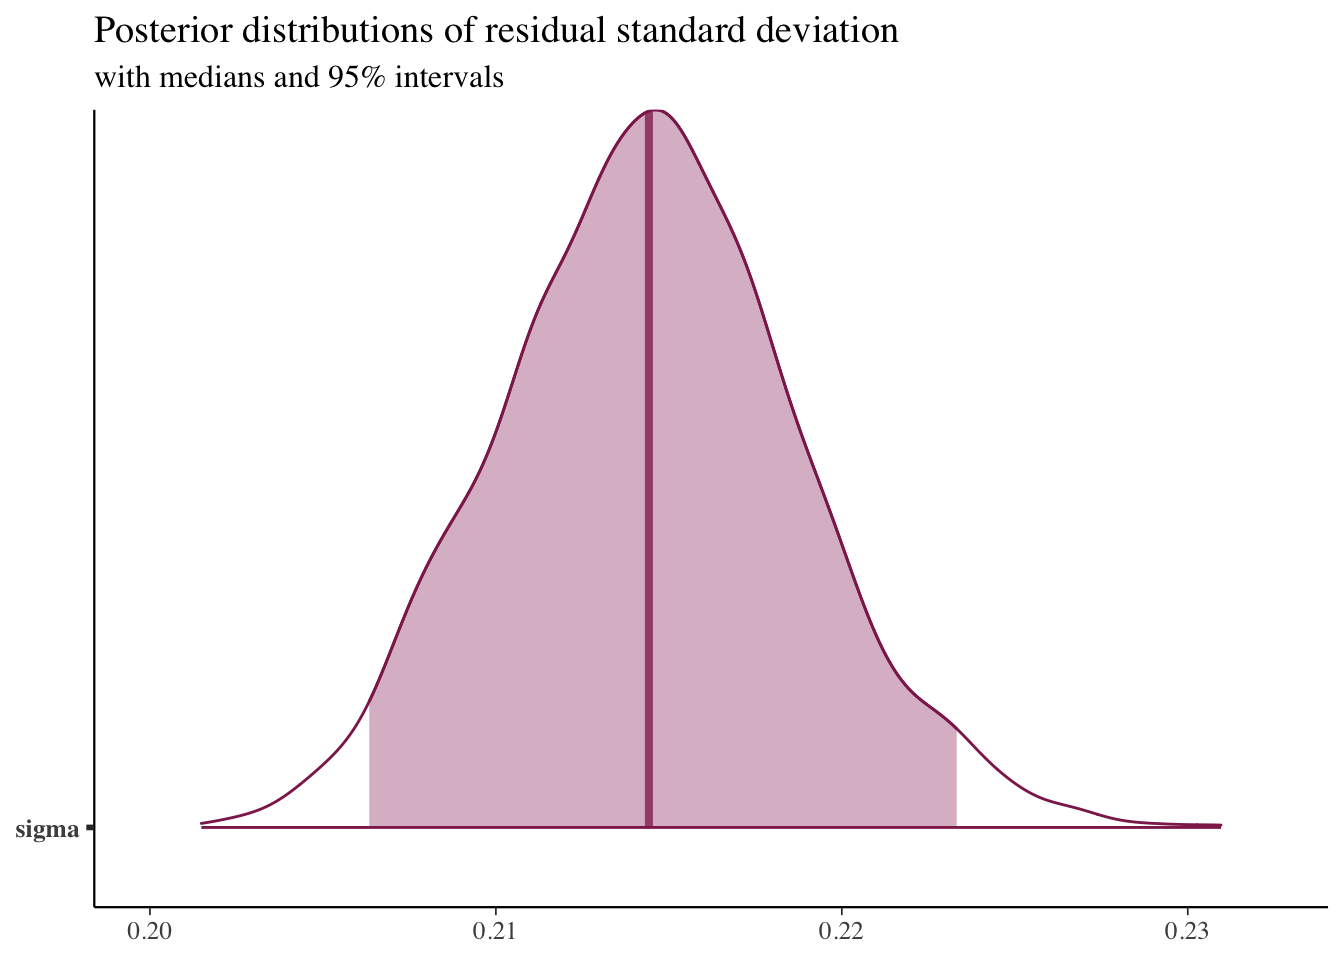 Posterior distributions of residual standard deviation
with medians and 95% intervals
sigma
0.20 0.21 0.22 0.23